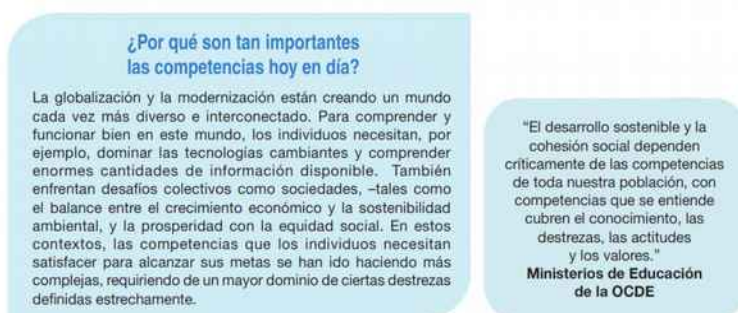 ¿Por qué son tan importantes
las competencias hoy en día?
La globalización y la modernización están creando un mundo
cada vez más diverso e interconectado. Para comprender y
funcionar bien en este mundo, los individuos necesitan, por
ejemplo, dominar las tecnologías cambiantes y comprender
enormes cantidades de información disponible. También
enfrentan desafíos colectivos como sociedades, –tales como
el balance entre el crecimiento económico y la sostenibilidad
ambiental, y la prosperidad con la equidad social. En estos
contextos, las competencias que los individuos necesitan
satisfacer para alcanzar sus metas se han ido haciendo más
complejas, requiriendo de un mayor dominio de ciertas destrezas
definidas estrechamente.
"El desarrollo sostenible y la
cohesión social dependen
críticamente de las competencias
de toda nuestra población, con
competencias que se entiende
cubren el conocimiento, las
destrezas, las actitudes
y los valores."
Ministerios de Educación
de la OCDE